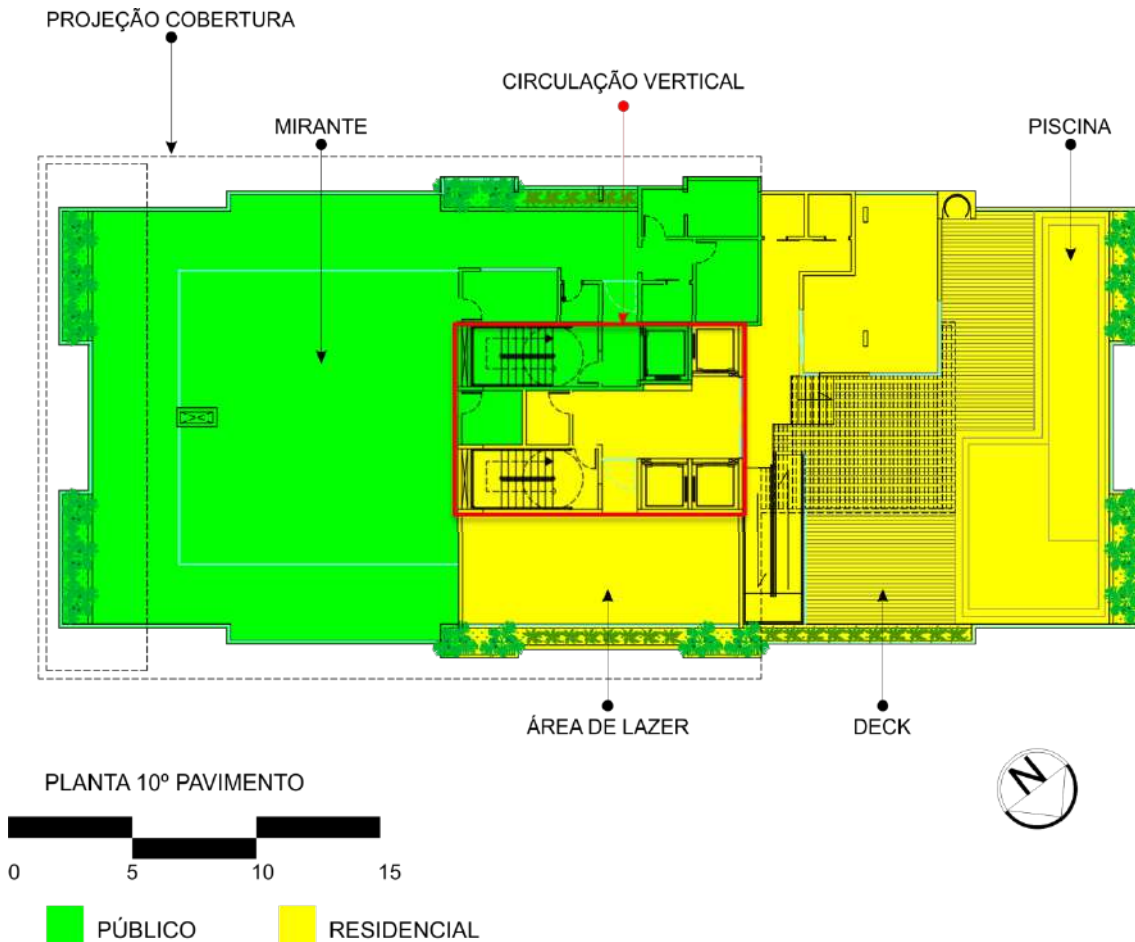 PROJEÇÃO COBERTURA
CIRCULAÇÃO VERTICAL
MIRANTE
PISCINA
ÁREA DE LAZER
DECK
PLANTA 10º PAVIMENTO
N
0 5 10 15
PÚBLICO
RESIDENCIAL